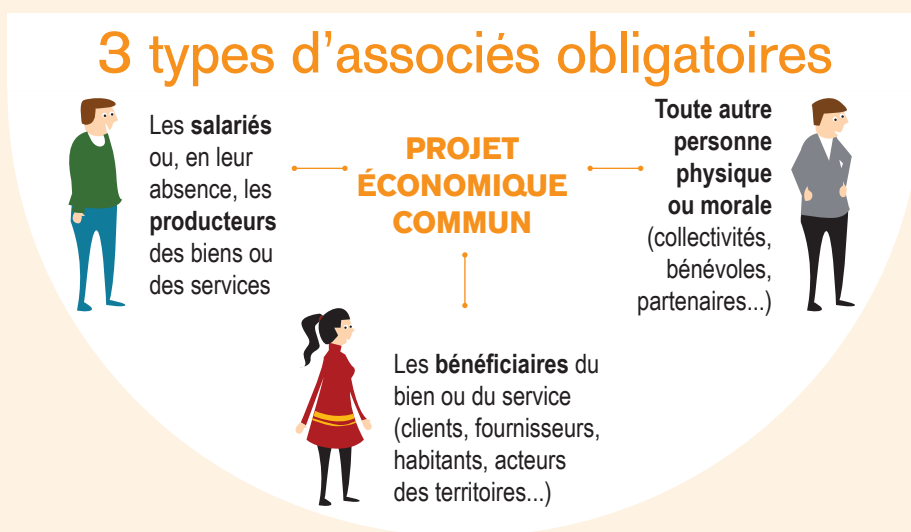 3 types d'associés obligatoires
Les salariés
ou, en leur
absence, les
producteurs
des biens ou
des services
PROJET
ÉCONOMIQUE
COMMUN
Toute autre
personne
physique
ou morale
(collectivités,
bénévoles,
partenaires...)
Les bénéficiaires du
bien ou du service
(clients, fournisseurs,
habitants, acteurs
des territoires...)